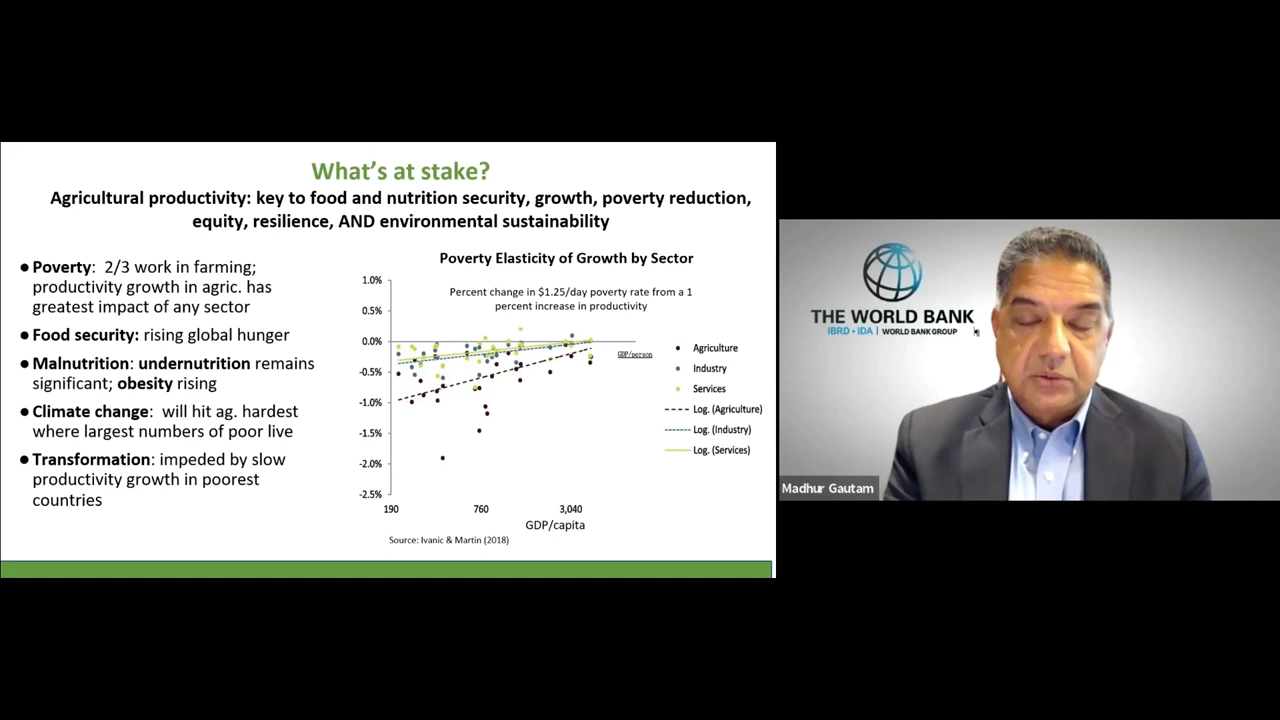 What's at stake?
Agricultural productivity: key to food and nutrition security, growth, poverty reduction,
equity, resilience, AND environmental sustainability
●Poverty: 2/3 work in farming;
productivity growth in agric. has
greatest impact of any sector
●Food security: rising global hunger
●Malnutrition: undernutrition remains
significant; obesity rising
●Climate change: will hit ag. hardest
where largest numbers of poor live
●Transformation: impeded by slow
productivity growth in poorest
countries
Poverty Elasticity of Growth by Sector
Percent change in $1.25/day poverty rate from a 1
percent increase in productivity
1.0%
0.5%
0.0%
-0.5%
-1.0%
-1.5%
-2.0%
-2.5%
190
760
3,040
GDP/capita
GDP/person
Agriculture
Industry
Services
Log. (Agriculture)
Log. (Industry)
Log. (Services)
Source: Ivanic & Martin (2018)
THE WORLD BANK
IBRD • IDA | WORLD BANK GROUP
Madhur Gautam